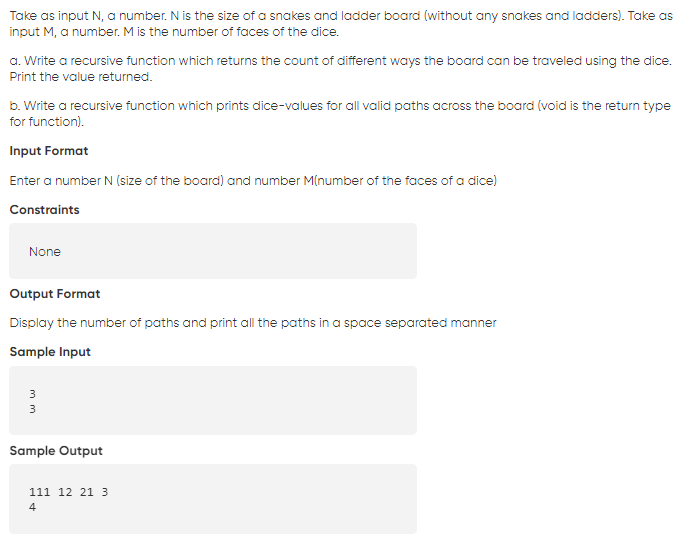 Take as input N, a number. N is the size of a snakes and ladder board (without any snakes and ladders). Take as
input M, a number. M is the number of faces of the dice.
a. Write a recursive function which returns the count of different ways the board can be traveled using the dice.
Print the value returned.
b. Write a recursive function which prints dice-values for all valid paths across the board (void is the return type
for function).
Input Format
Enter a number N (size of the board) and number M(number of the faces of a dice)
Constraints
None
Output Format
Display the number of paths and print all the paths in a space separated manner
Sample Input
3
3
Sample Output
111 12 21 3
4